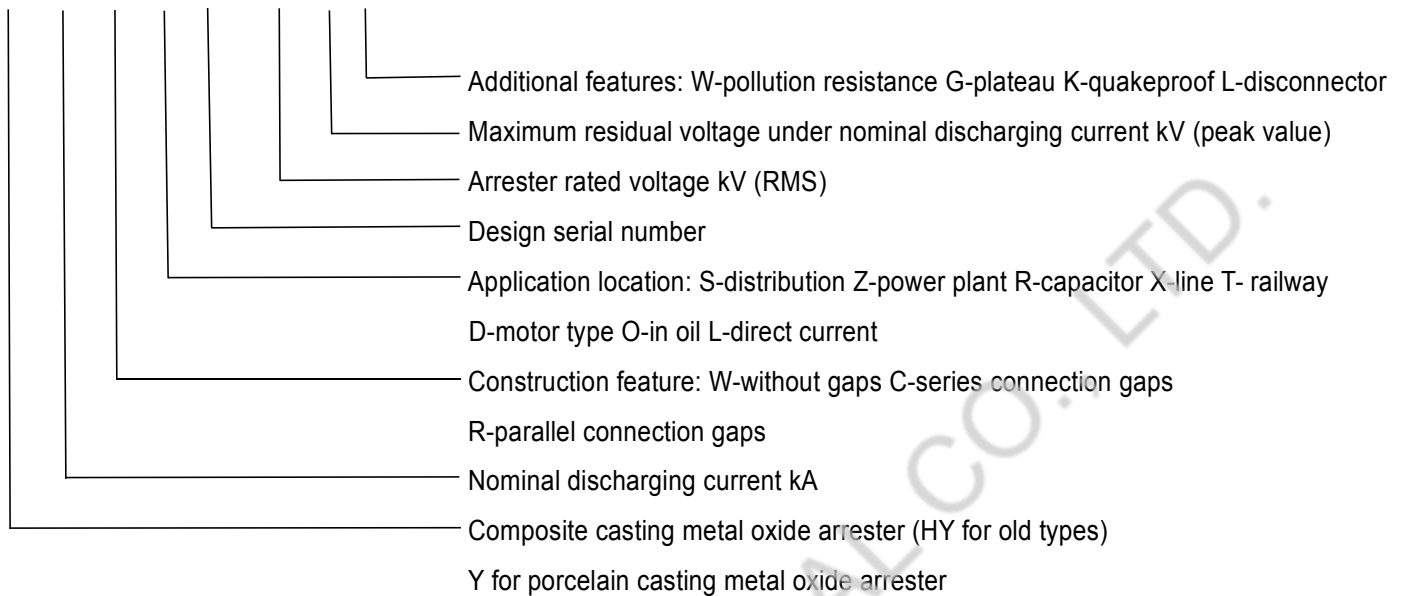 Additional features: W-pollution resistance G-plateau K-quakeproof L-disconnector
Maximum residual voltage under nominal discharging current kV (peak value)
Arrester rated voltage kV (RMS)
Design serial number
Application location: S-distribution Z-power plant R-capacitor X-line T- railway
D-motor type O-in oil L-direct current
Construction feature: W-without gaps C-series connection gaps
R-parallel connection gaps
Nominal discharging current kA
Composite casting metal oxide arrester (HY for old types)
Y for porcelain casting metal oxide arrester
AL CO., LTD.